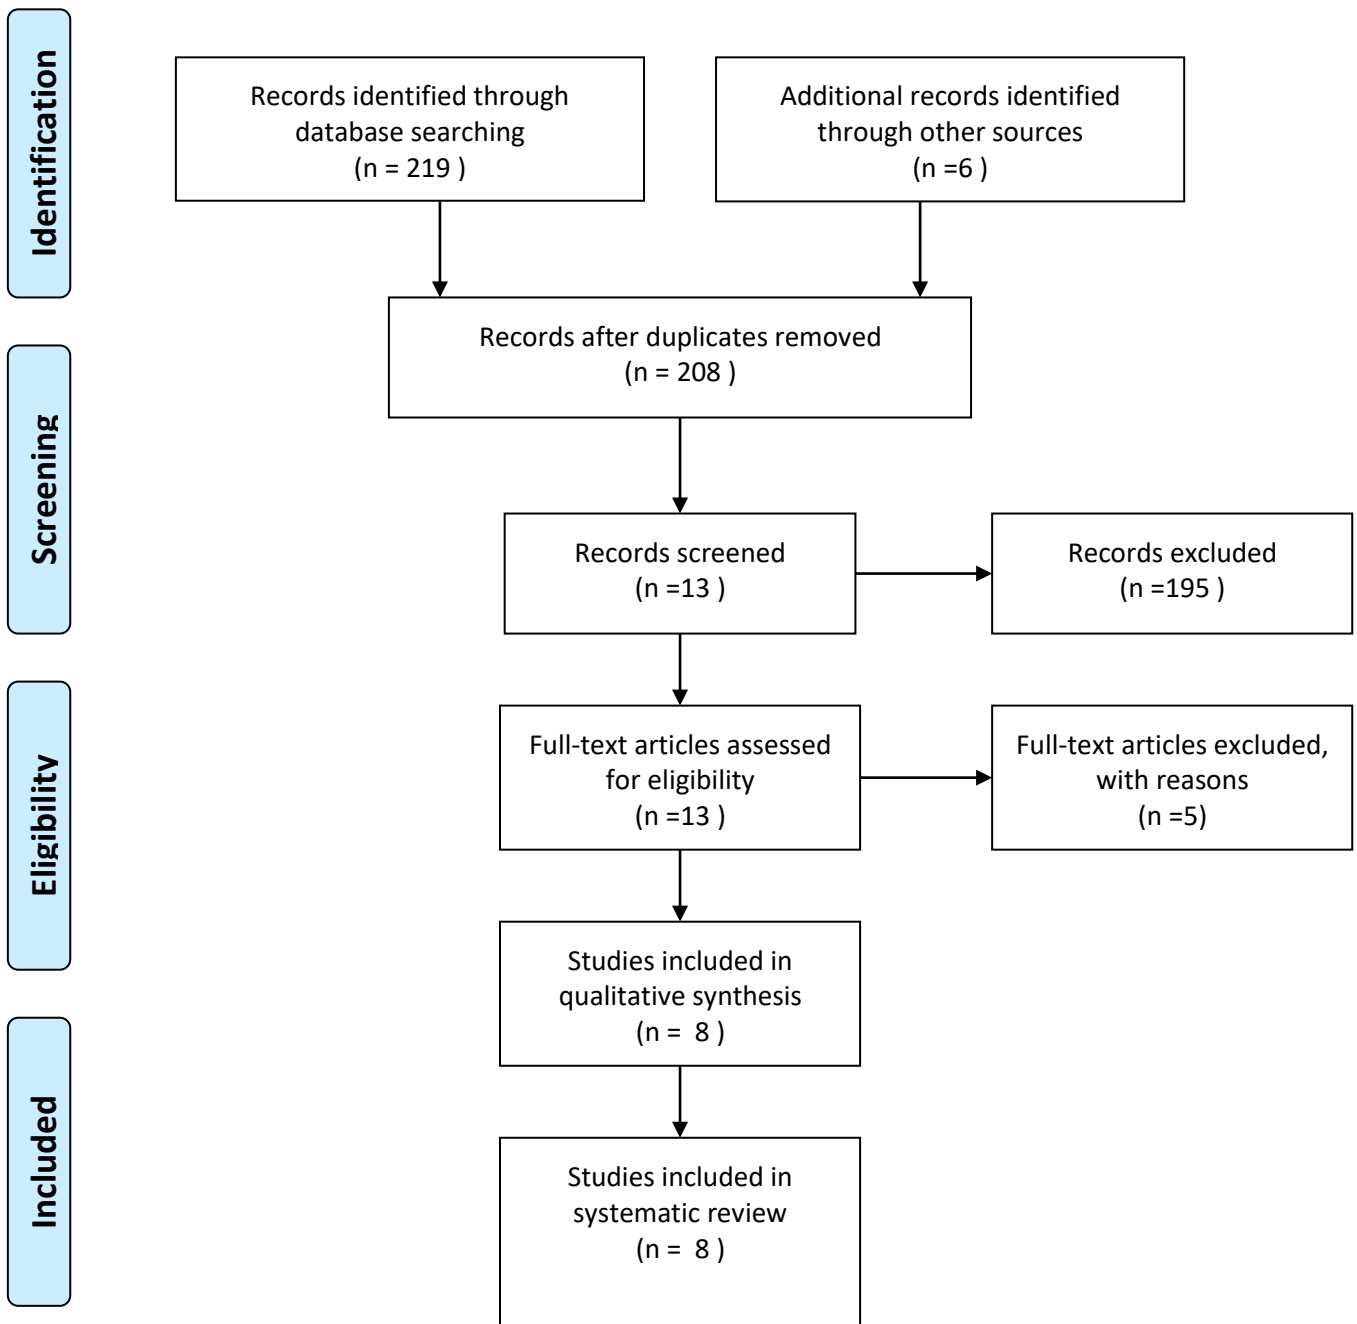 Identification
Records identified through
database searching
(n = 219 )
Additional records identified
through other sources
(n =6 )
Records after duplicates removed
(n = 208 )
Screening
Records screened
(n =13 )
Records excluded
(n =195 )
Eligibility
Full-text articles assessed
for eligibility
(n =13 )
Full-text articles excluded,
with reasons
(n =5)
Studies included in
qualitative synthesis
(n =  8 )
Included
Studies included in
systematic review
(n =  8 )